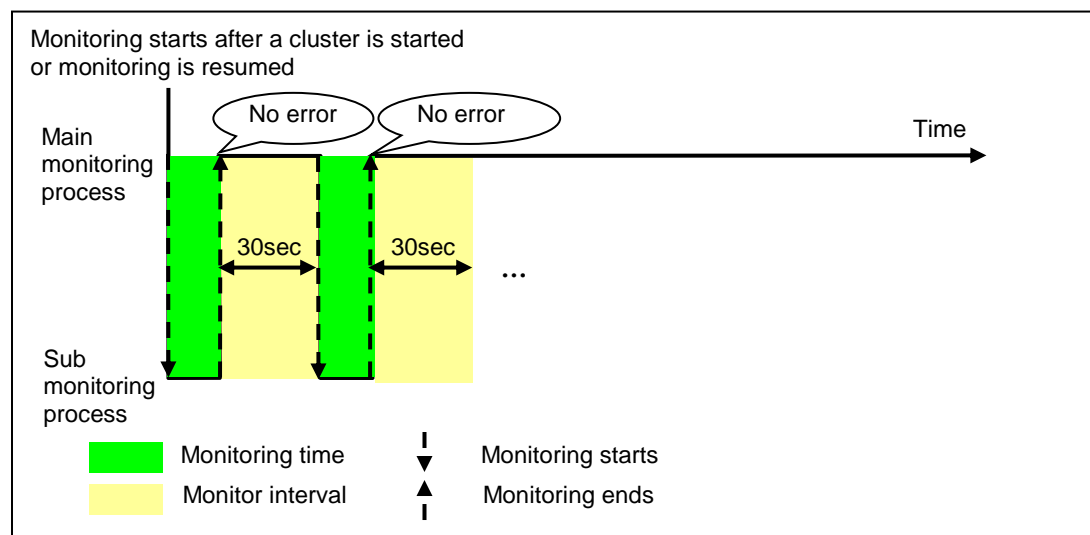 Monitoring starts after a cluster is started
or monitoring is resumed
No error
No error
Time
Main
monitoring
process
30sec
30sec
...
Sub
monitoring
process
Monitoring time
Monitoring starts
Monitor interval
Monitoring ends